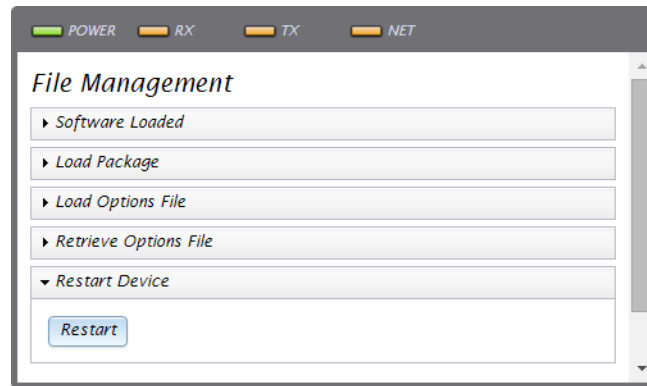 POWER RX TX NET
File Management
Software Loaded
Load Package
Load Options File
Retrieve Options File
Restart Device
Restart